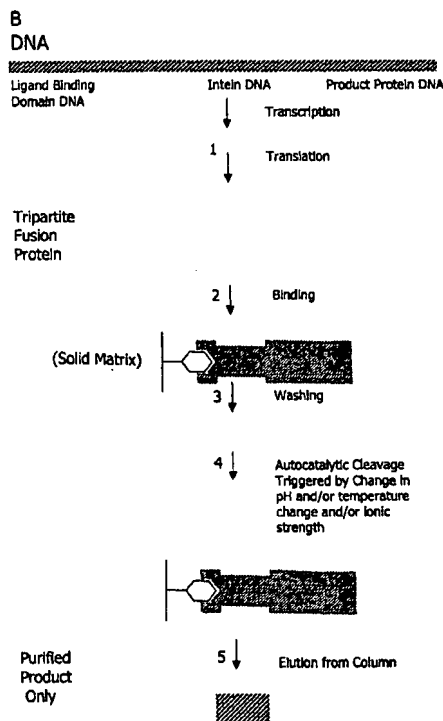 B
DNA
Ligand Binding
Domain DNA
Intein DNA
Product Protein DNA
Transcription
1
Translation
Tripartite
Fusion
Protein
2
Binding
(Solid Matrix)
3
Washing
4
Autocatalytic Cleavage
Triggered by Change in
pH and/or temperature
change and/or ionic
strength
5
Elution from Column
Purified
Product
Only